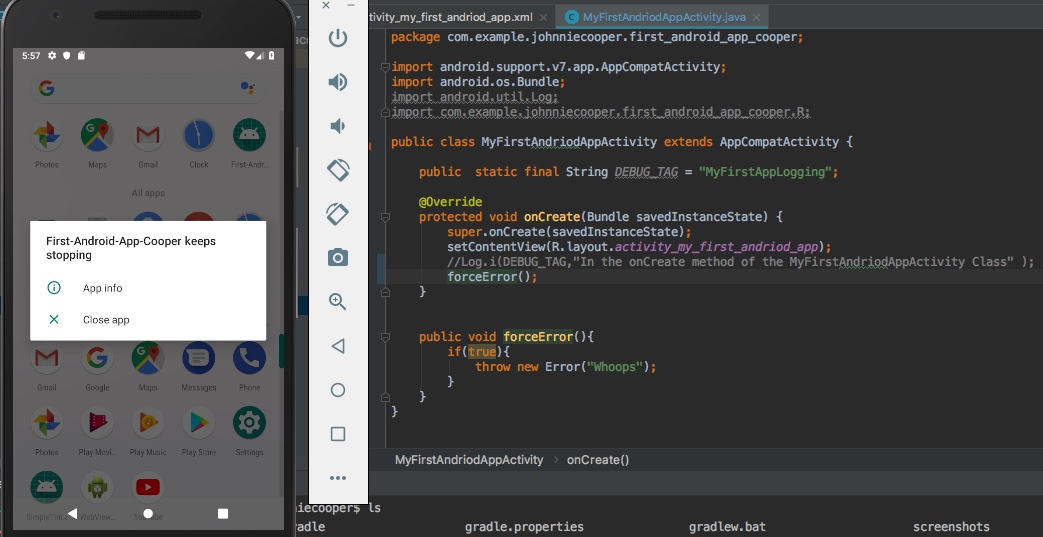 5:57
Photos
Maps
Gmail
Clock
First-Andr..
All apps
First-Android-App-Cooper keeps
stopping
App info
Close app
Gmail
Google
Maps
Messages
Phone
Photos
Play Movi..
Play Music
Play Store
Settings
SimpleTim..
WebView..
YouTube
tivity_my_first_andriod_app.xml
MyFirstAndriodAppActivity.java
package com.example.johnniecooper.first_android_app_cooper;
import android.support.v7.app.AppCompatActivity;
import android.os.Bundle;
import android.util.Log;
import com.example.johnniecooper.first_android_app_cooper.R;
public class MyFirstAndriodAppActivity extends AppCompatActivity {
public static final String DEBUG_TAG = "MyFirstAppLogging";
@Override
protected void onCreate(Bundle savedInstanceState) {
super.onCreate(savedInstanceState);
setContentView(R.layout.activity_my_first_andriod_app);
//Log.i(DEBUG_TAG,"In the onCreate method of the MyFirstAndriodAppActivity Class" );
forceError();
}
public void forceError(){
if(true){
throw new Error("Whoops");
}
}
}
MyFirstAndriodAppActivity › onCreate()
niecooper$ ls
radle gradle.properties gradlew.bat screenshots